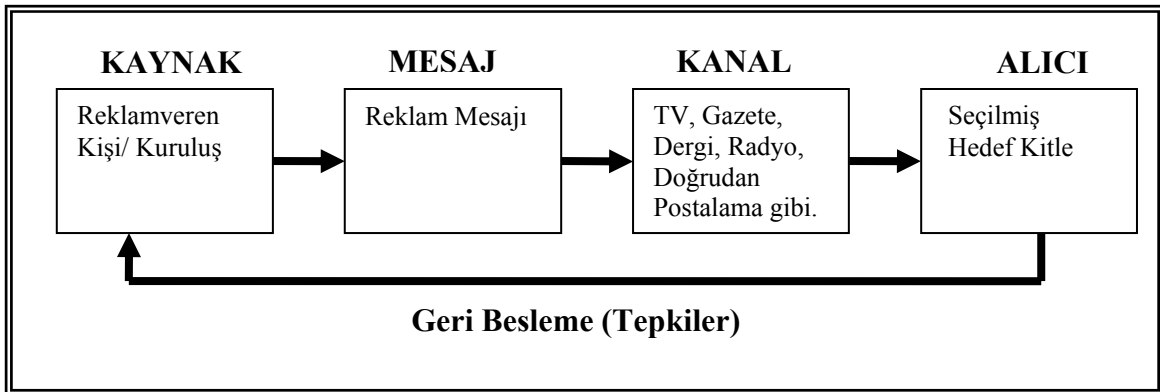 KAYNAK
Reklamveren
Kişi/ Kuruluş
MESAJ
Reklam Mesajı
KANAL
TV, Gazete,
Dergi, Radyo,
Doğrudan
Postalama gibi.
ALICI
Seçilmiş
Hedef Kitle
Geri Besleme (Tepkiler)